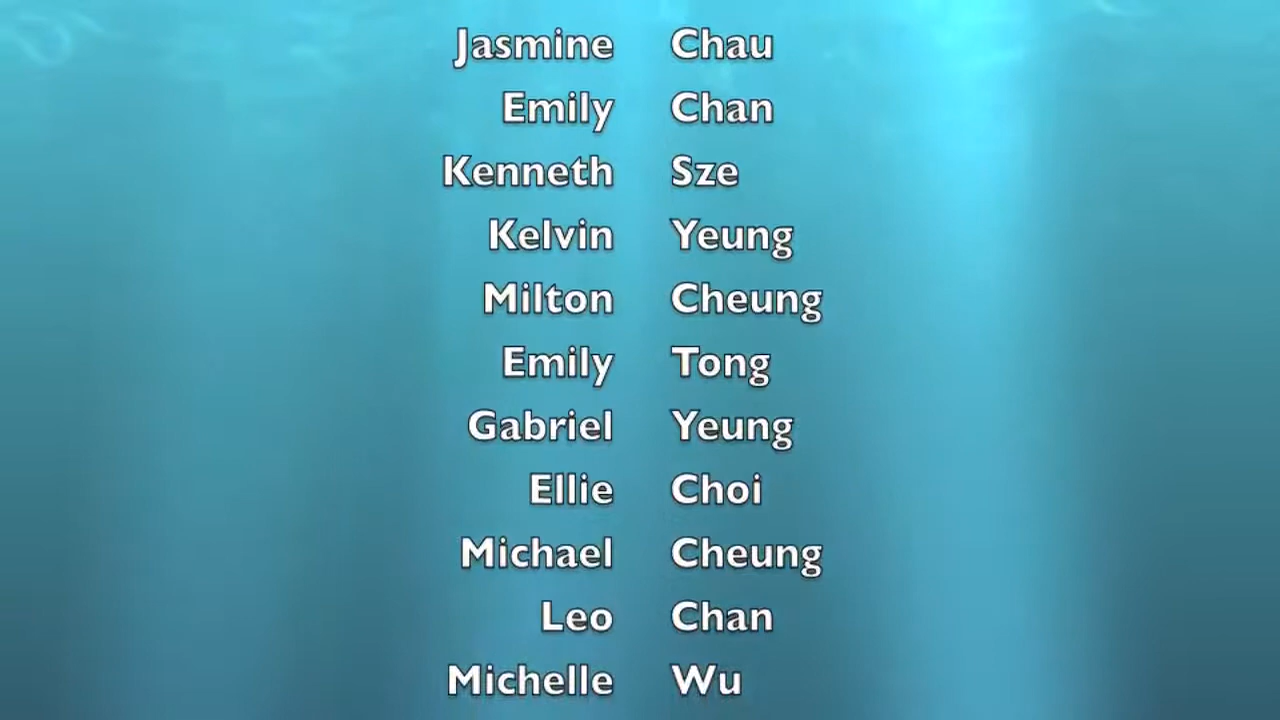 Jasmine Chau
Emily Chan
Kenneth Sze
Kelvin Yeung
Milton Cheung
Emily Tong
Gabriel Yeung
Ellie Choi
Michael Cheung
Leo Chan
Michelle Wu